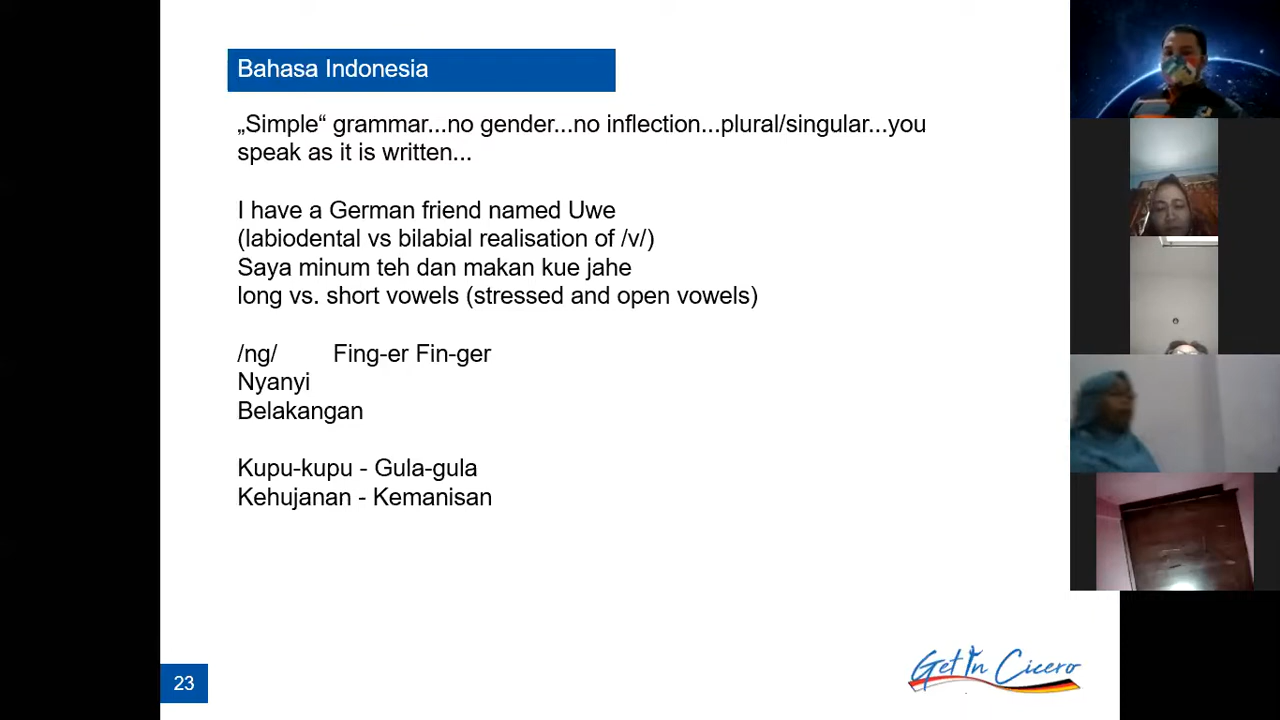 Bahasa Indonesia
„Simple“ grammar...no gender...no inflection...plural/singular...you
speak as it is written...
I have a German friend named Uwe
(labiodental vs bilabial realisation of /v/)
Saya minum teh dan makan kue jahe
long vs. short vowels (stressed and open vowels)
/ng/ Fing-er Fin-ger
Nyanyi
Belakangan
Kupu-kupu - Gula-gula
Kehujanan - Kemanisan
23
Get in Cicero